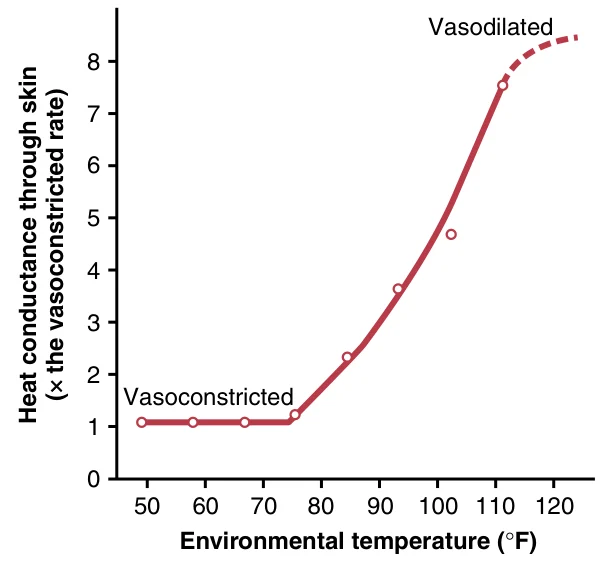 Vasodilated
8
7
6
5
4
3
2
1
0
Heat conductance through skin
(× the vasoconstricted rate)
Vasoconstricted
50 60 70 80 90 100 110 120
Environmental temperature (°F)